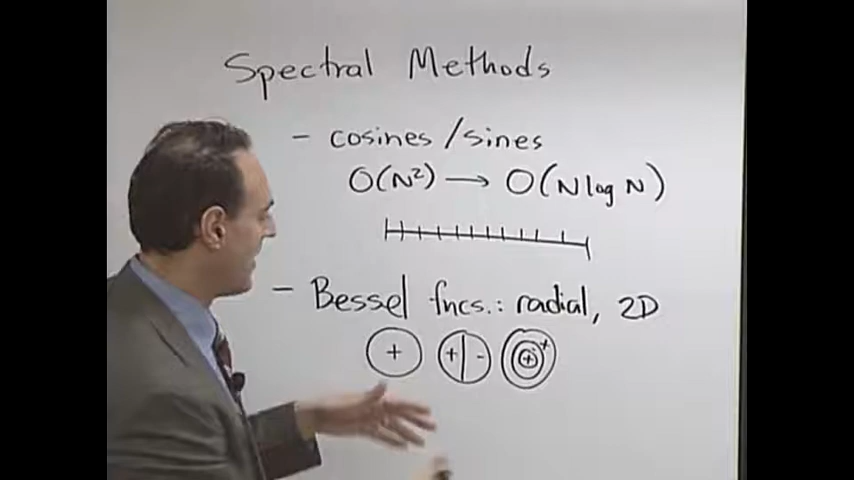 Spectral Methods
- cosines / sines
O(N²) → O(N log N)
- Bessel fncs.: radial, 2D
+ + - + +